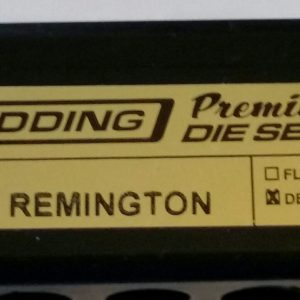 DDING Premi
DIE SE
REMINGTON
FL
DE